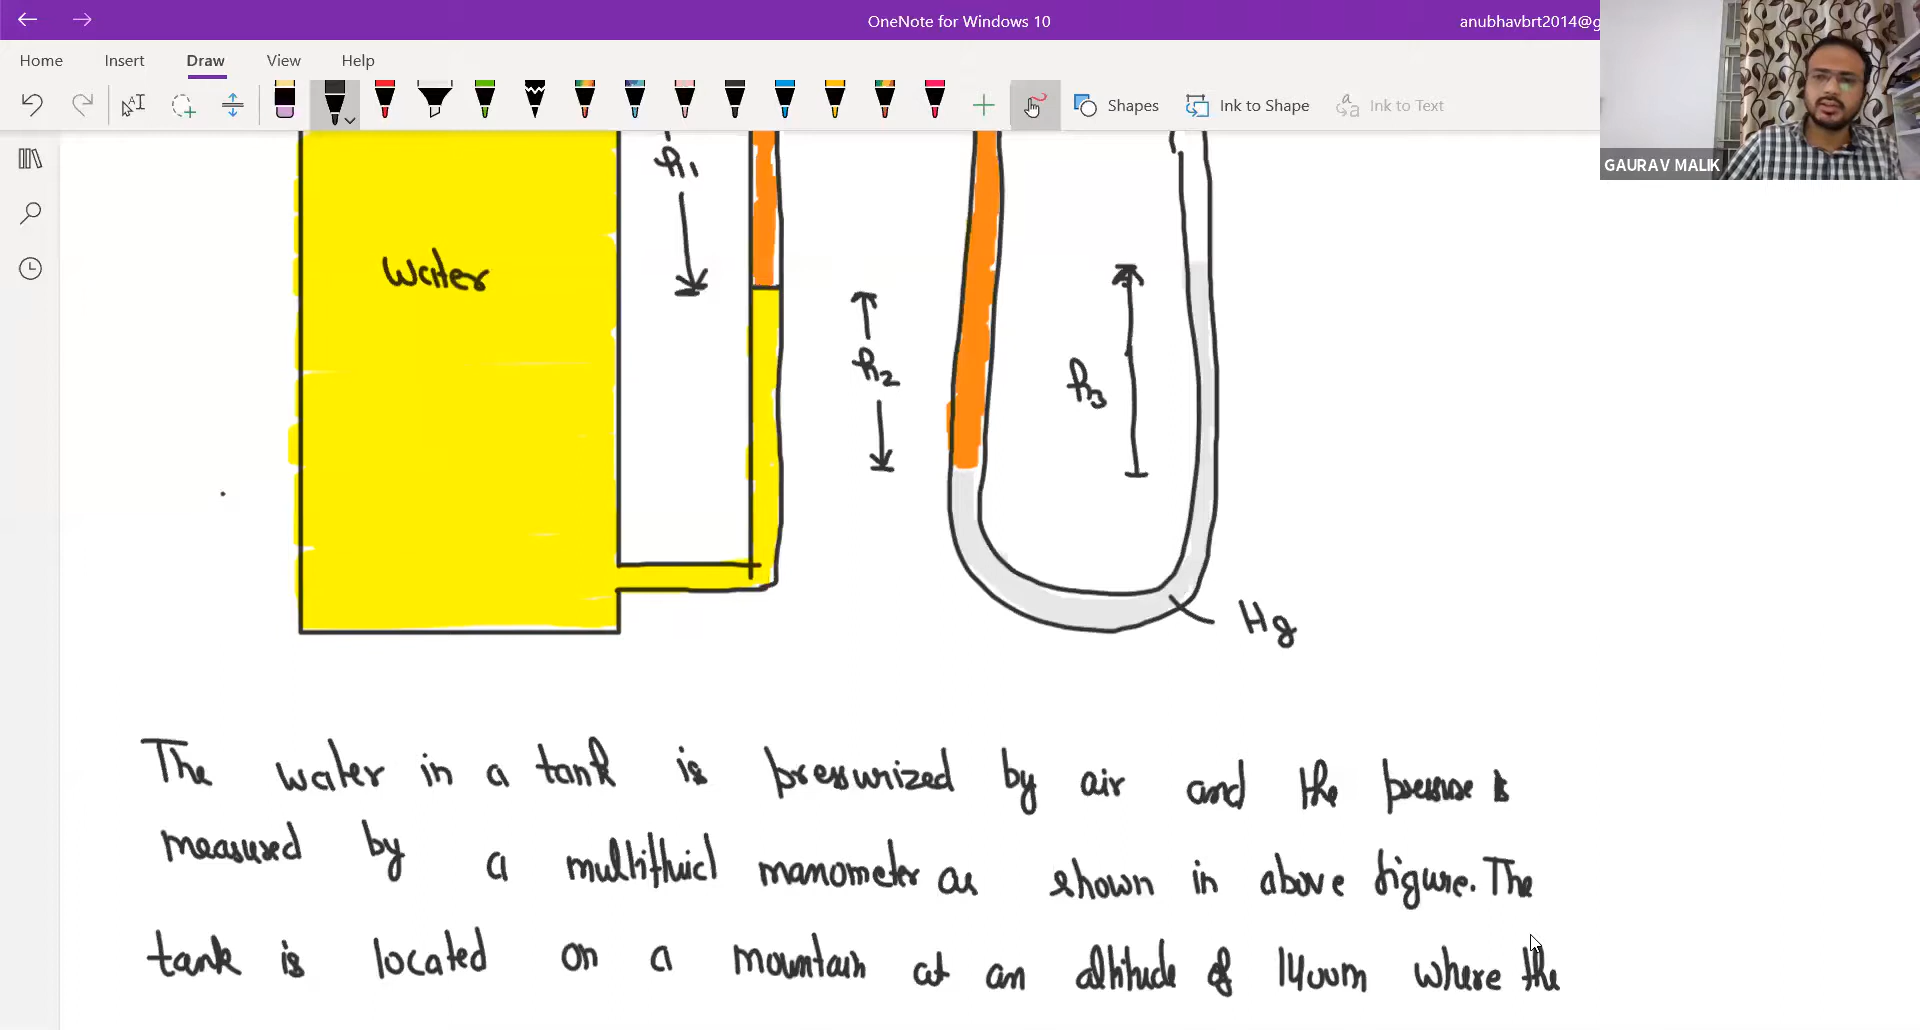 OneNote for Windows 10
anubhavbrt2014@g
Home Insert Draw View Help
Shapes Ink to Shape Ink to Text
GAURAV MALIK
h1
Water
h2
h3
Hg
The water in a tank is pressurized by air and the pressure is
measured by a multifluid manometer as shown in above figure. The
tank is located on a mountain at an altitude of 1400m where the